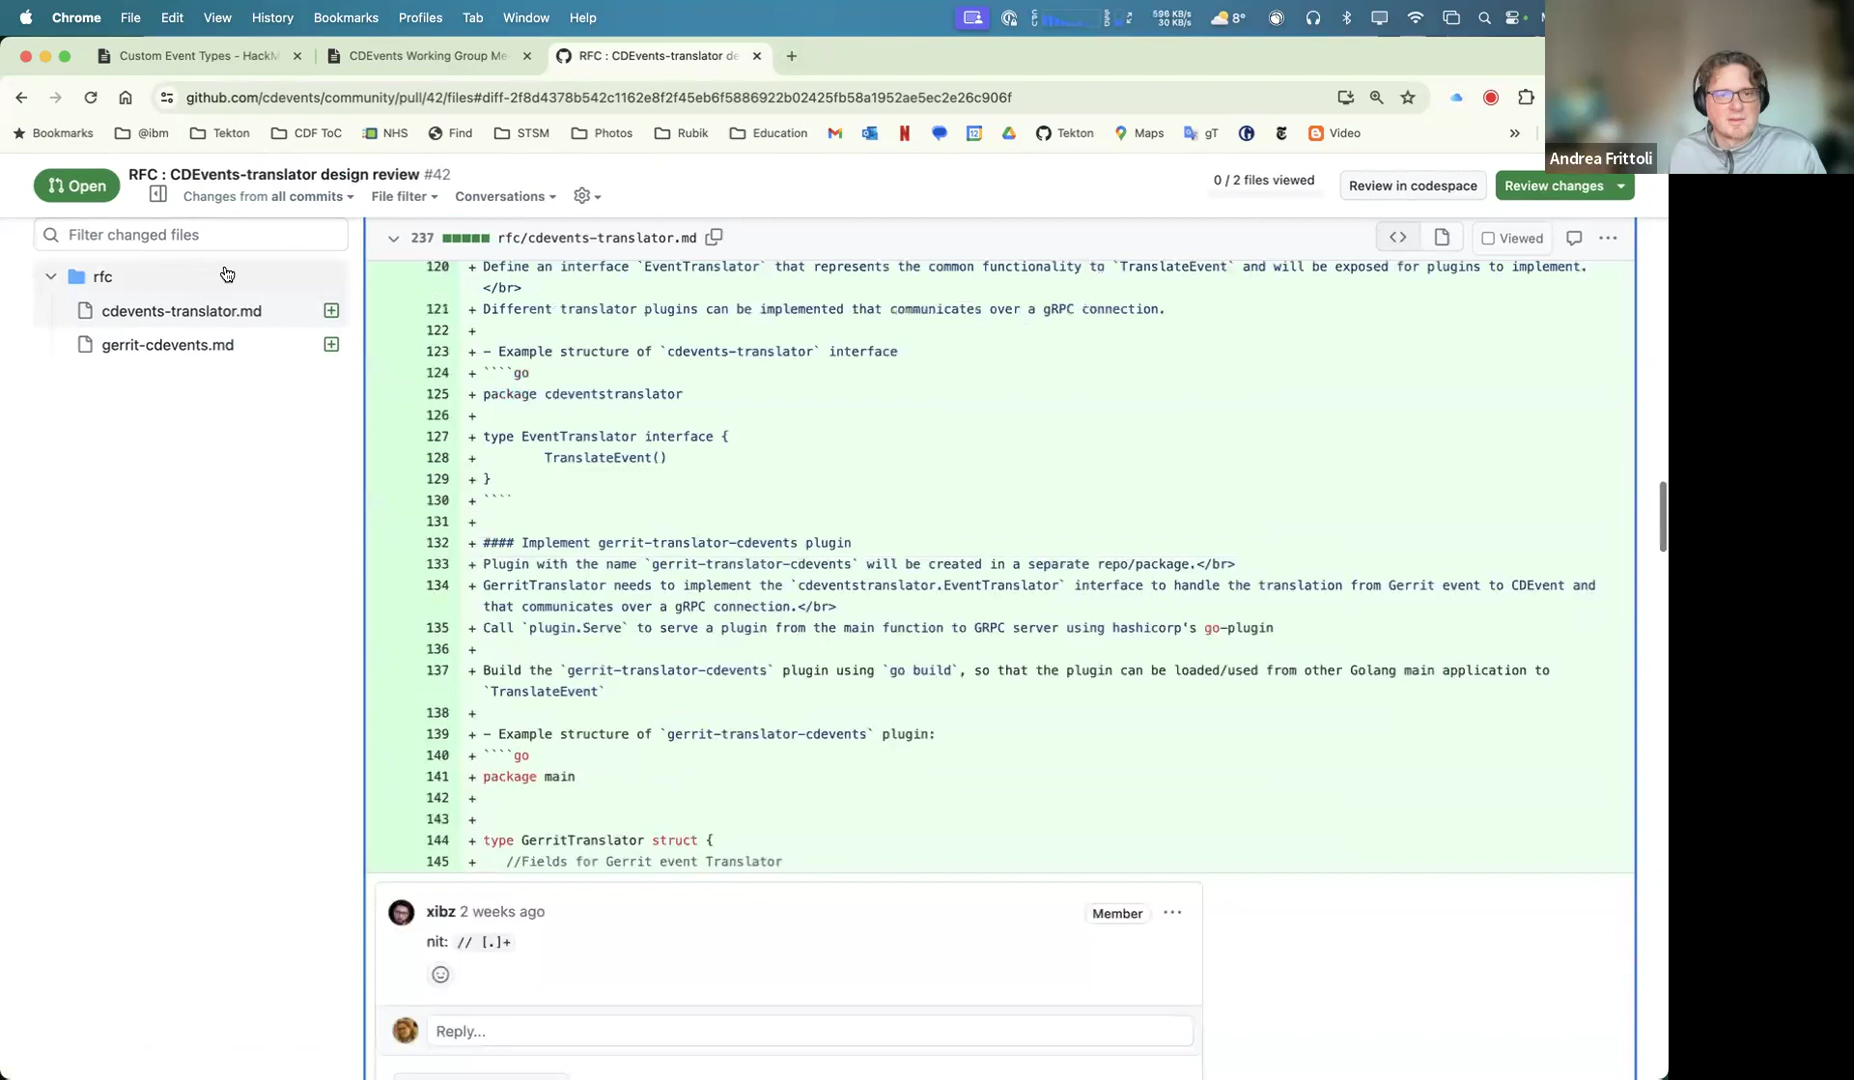 Chrome File Edit View History Bookmarks Profiles Tab Window Help
596 KB/s
30 KB/s
8°
Custom Event Types - HackM
CDEvents Working Group Me
RFC : CDEvents-translator de
github.com/cdevents/community/pull/42/files#diff-2f8d4378b542c1162e8f2f45eb6f5886922b02425fb58a1952ae5ec2e26c906f
Bookmarks @ibm Tekton CDF ToC NHS Find STSM Photos Rubik Education Tekton Maps gT Video
Andrea Frittoli
Open
RFC : CDEvents-translator design review #42
Changes from all commits File filter Conversations
0 / 2 files viewed
Review in codespace
Review changes
Filter changed files
rfc
cdevents-translator.md
gerrit-cdevents.md
237 rfc/cdevents-translator.md
Viewed
120 + Define an interface `EventTranslator` that represents the common functionality to `TranslateEvent` and will be exposed for plugins to implement.
</br>
121 + Different translator plugins can be implemented that communicates over a gRPC connection.
122 +
123 + - Example structure of `cdevents-translator` interface
124 + ````go
125 + package cdeventstranslator
126 +
127 + type EventTranslator interface {
128 + TranslateEvent()
129 + }
130 + ````
131 +
132 + #### Implement gerrit-translator-cdevents plugin
133 + Plugin with the name `gerrit-translator-cdevents` will be created in a separate repo/package.</br>
134 + GerritTranslator needs to implement the `cdeventstranslator.EventTranslator` interface to handle the translation from Gerrit event to CDEvent and
that communicates over a gRPC connection.</br>
135 + Call `plugin.Serve` to serve a plugin from the main function to GRPC server using hashicorp's go-plugin
136 +
137 + Build the `gerrit-translator-cdevents` plugin using `go build`, so that the plugin can be loaded/used from other Golang main application to
`TranslateEvent`
138 +
139 + - Example structure of `gerrit-translator-cdevents` plugin:
140 + ````go
141 + package main
142 +
143 +
144 + type GerritTranslator struct {
145 + //Fields for Gerrit event Translator
xibz 2 weeks ago
Member
nit: // [.]+
Reply...